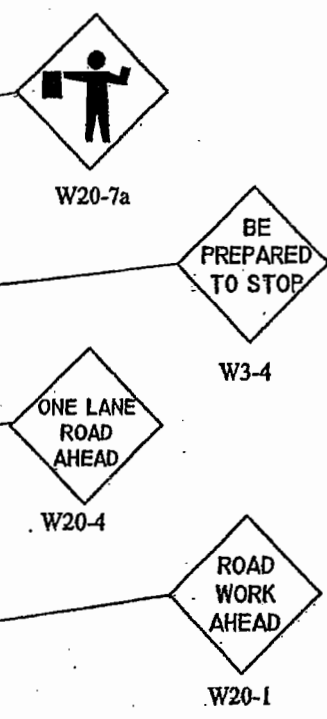 W20-7a
BE
PREPARED
TO STOP
W3-4
ONE LANE
ROAD
AHEAD
W20-4
ROAD
WORK
AHEAD
W20-1